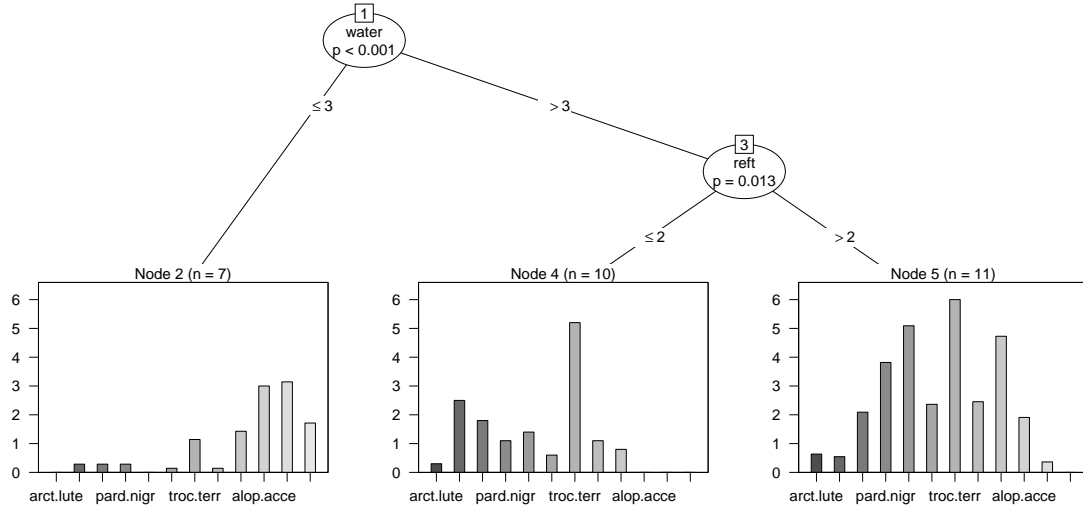 1
water
p < 0.001
≤ 3
> 3
3
reft
p = 0.013
≤ 2
> 2
Node 2 (n = 7)
6
5
4
3
2
1
0
arct.lute pard.nigr troc.terr alop.acce
Node 4 (n = 10)
6
5
4
3
2
1
0
arct.lute pard.nigr troc.terr alop.acce
Node 5 (n = 11)
6
5
4
3
2
1
0
arct.lute pard.nigr troc.terr alop.acce